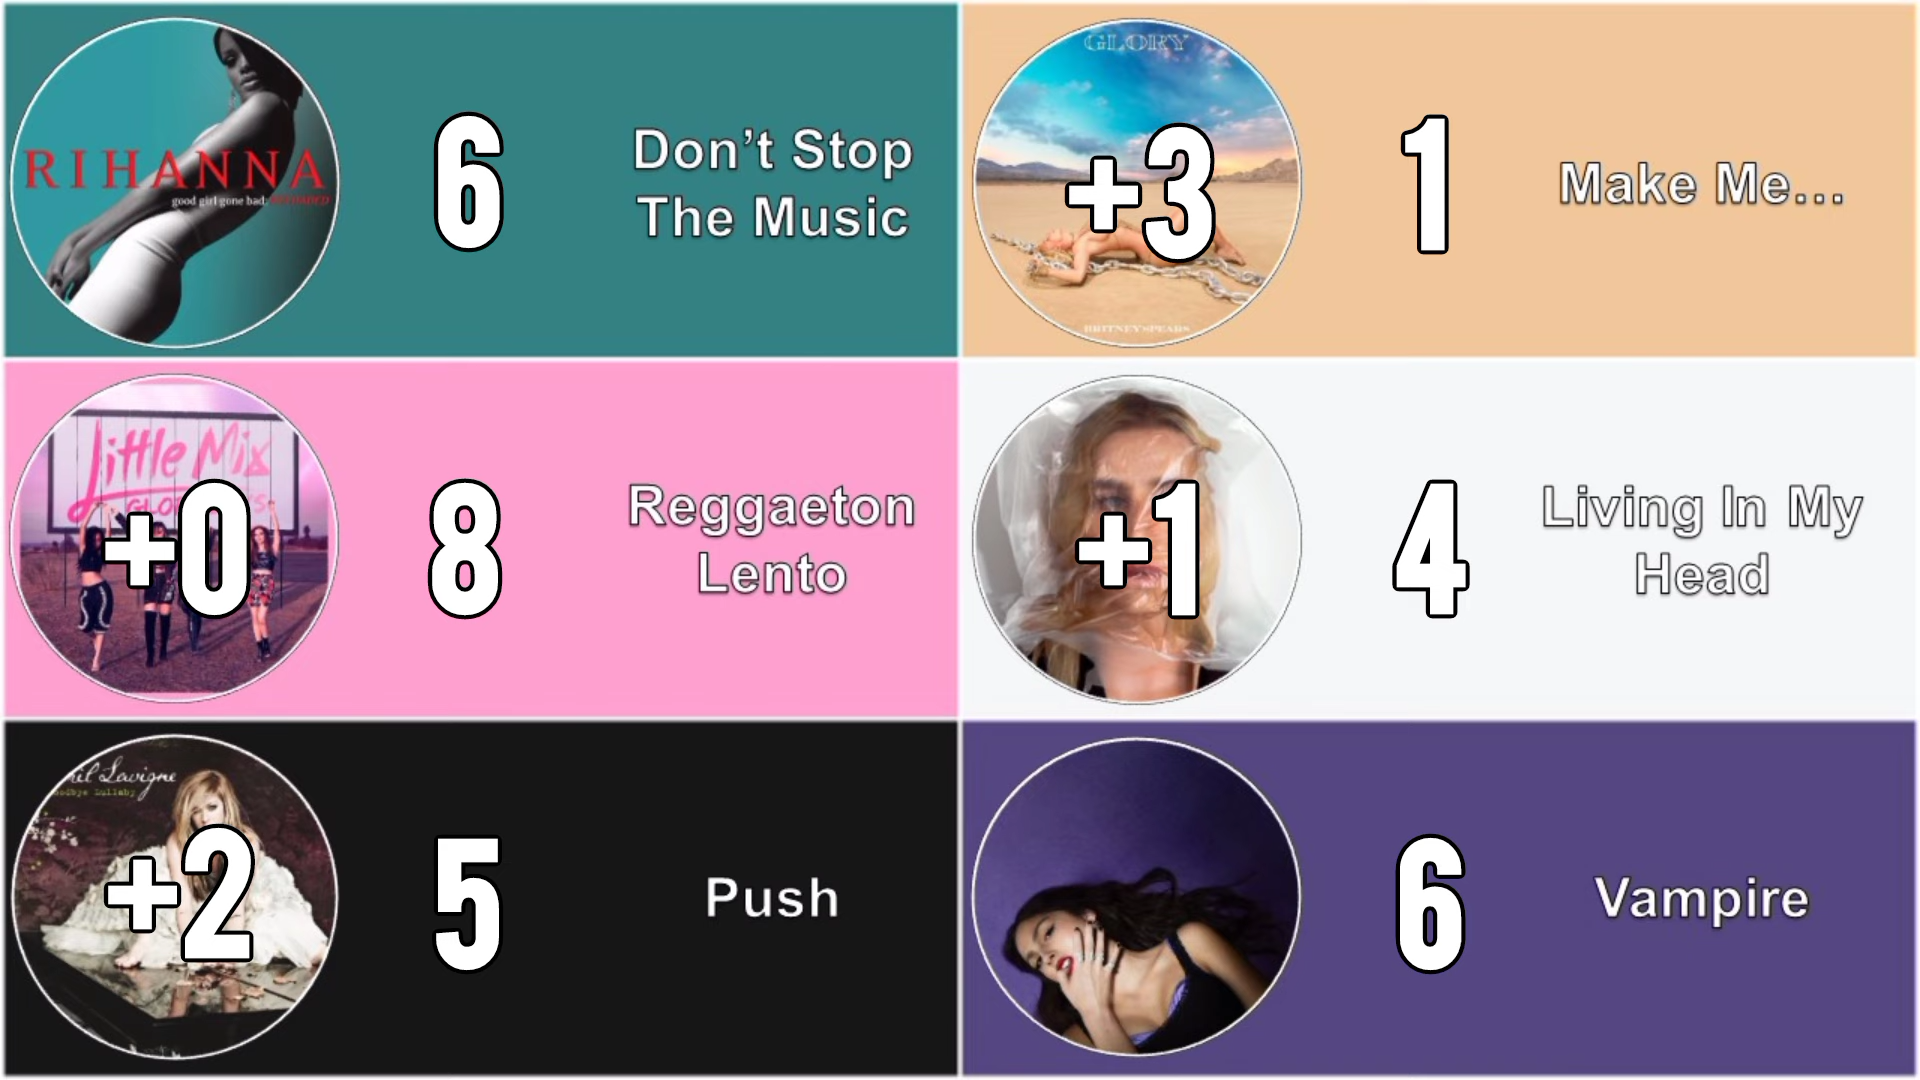 RIHANNA
good girl gone bad: RELOADED
6
Don't Stop
The Music
GLORY
+3
BRITNEY SPEARS
1
Make Me...
Little Mix
+0
8
Reggaeton
Lento
+1
4
Living In My
Head
Lavigne
Lullaby
+2
5
Push
6
Vampire